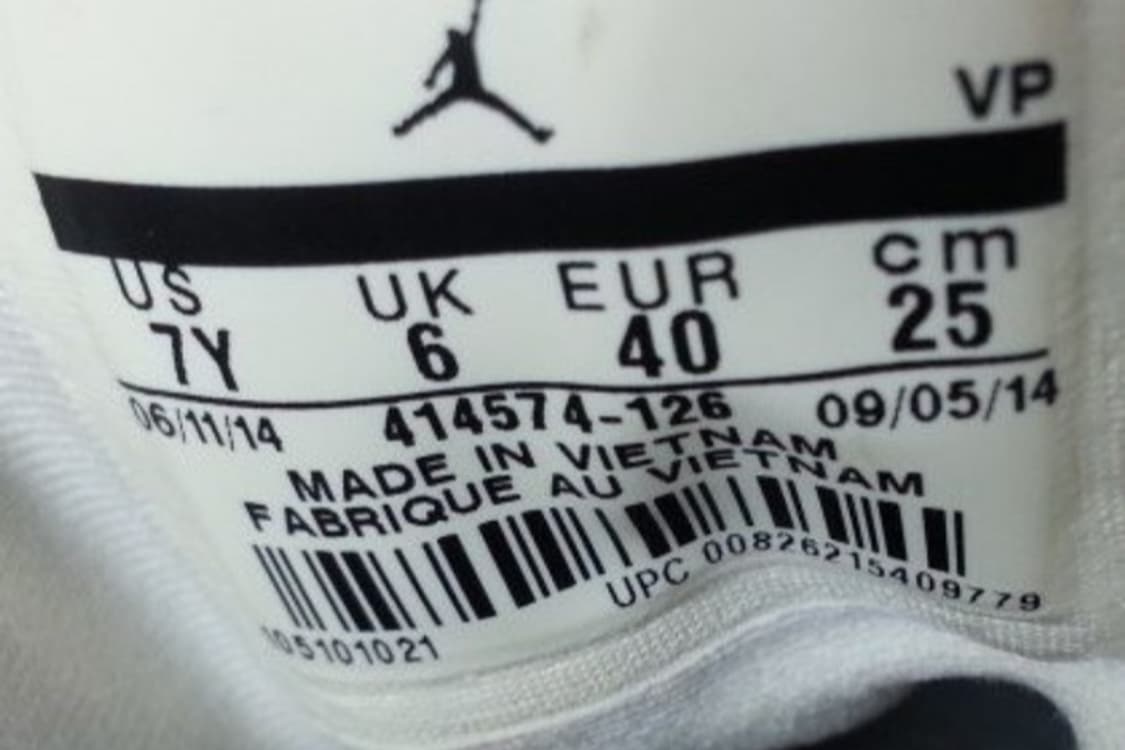 VP
US UK EUR cm
7Y 6 40 25
06/11/14 414574-126 09/05/14
MADE IN VIETNAM
FABRIQUE AU VIETNAM
UPC 00826215409779